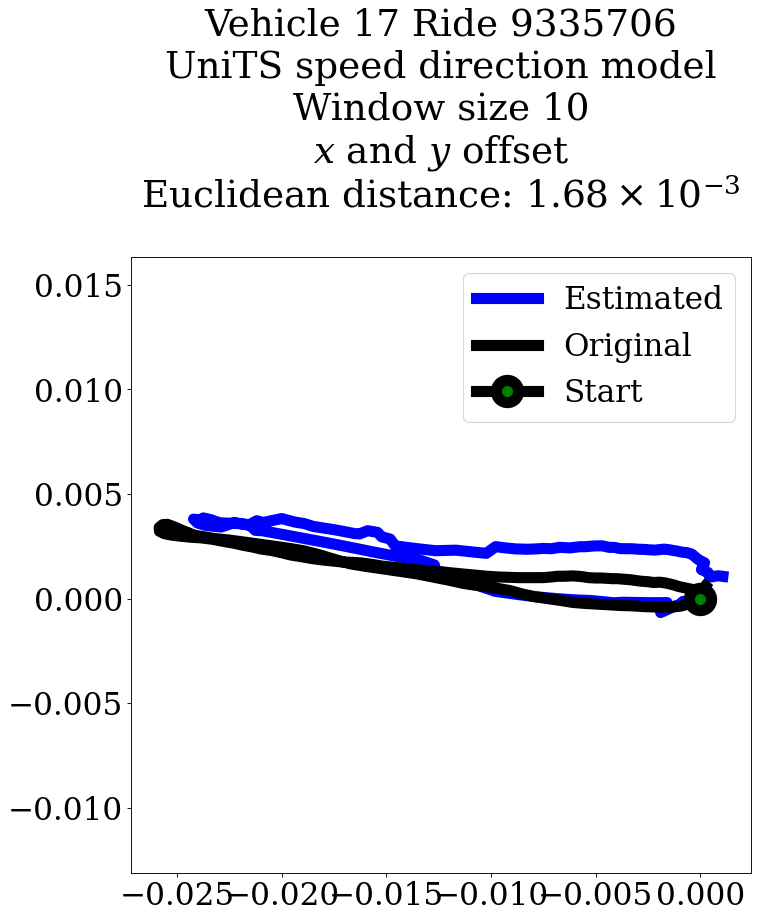 Vehicle 17 Ride 9335706
UniTS speed direction model
Window size 10
x and y offset
Euclidean distance: 1.68 × 10⁻³
Estimated
Original
Start
0.015
0.010
0.005
0.000
−0.005
−0.010
−0.025 −0.020 −0.015 −0.010 −0.005 0.000